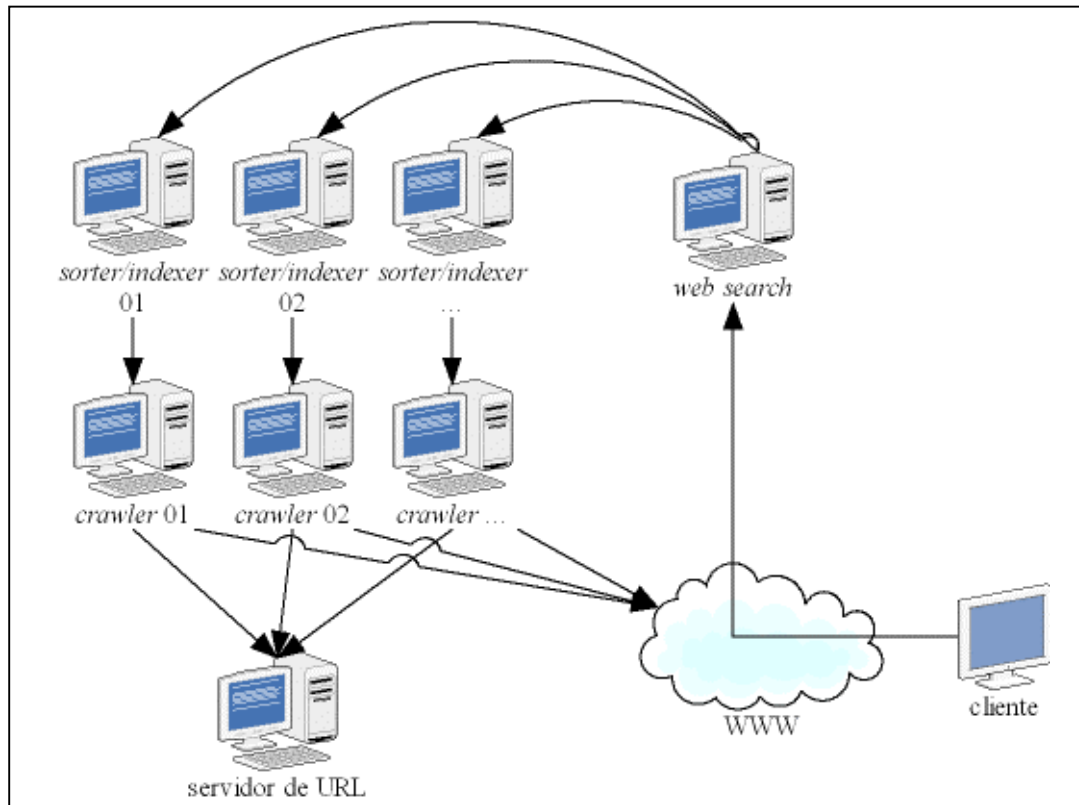 sorter/indexer
01
sorter/indexer
02
sorter/indexer
...
web search
crawler 01
crawler 02
crawler ...
WWW
cliente
servidor de URL